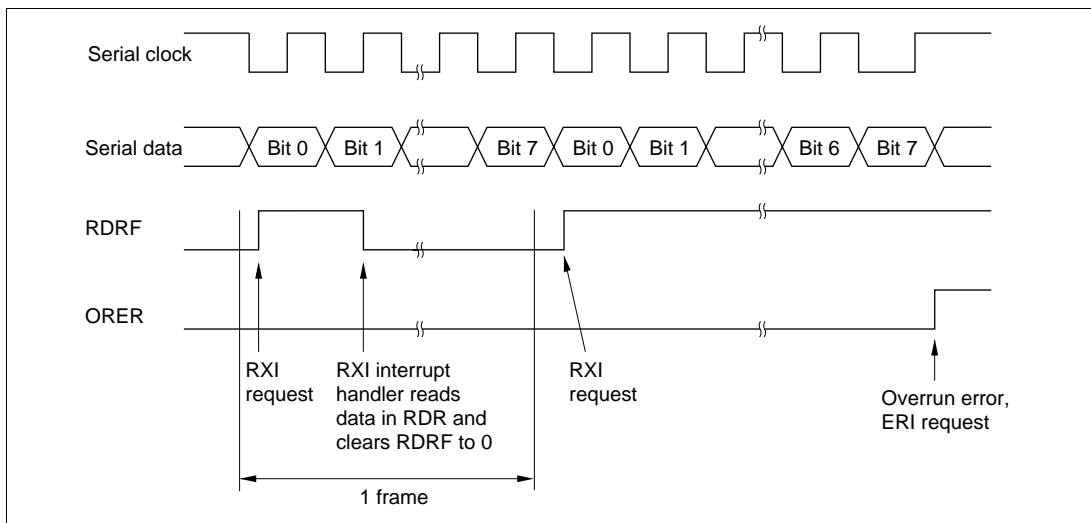 Serial clock
Serial data
Bit 0
Bit 1
Bit 7
Bit 0
Bit 1
Bit 6
Bit 7
RDRF
ORER
RXI
request
RXI interrupt
handler reads
data in RDR and
clears RDRF to 0
RXI
request
Overrun error,
ERI request
1 frame